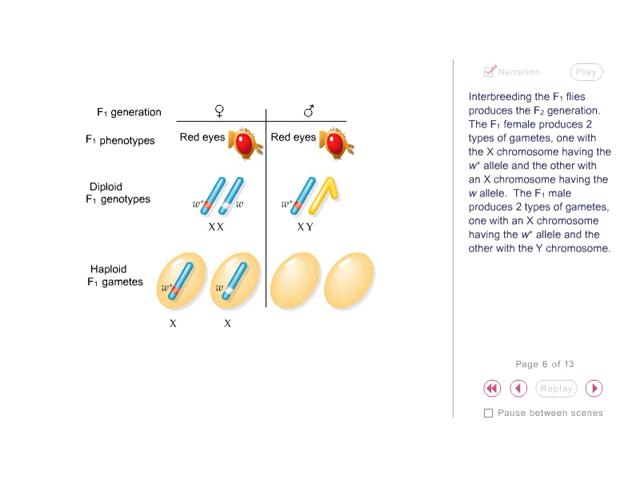 Narration
Play
F1 generation ♀ ♂
F1 phenotypes Red eyes Red eyes
Diploid
F1 genotypes
w+ w w+
XX XY
Haploid
F1 gametes
w+ w
X X
Interbreeding the F1 flies
produces the F2 generation.
The F1 female produces 2
types of gametes, one with
the X chromosome having the
w+ allele and the other with
an X chromosome having the
w allele. The F1 male
produces 2 types of gametes,
one with an X chromosome
having the w+ allele and the
other with the Y chromosome.
Page 6 of 13
Replay
Pause between scenes